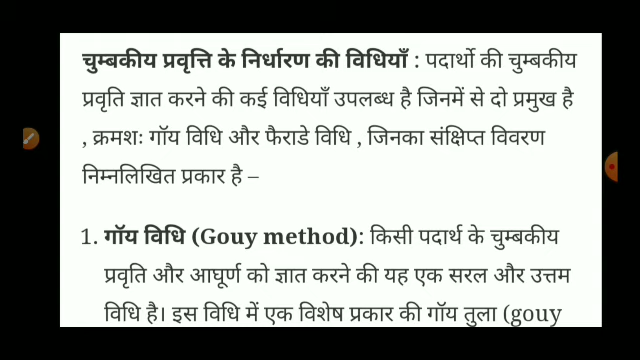 चुम्बकीय प्रवृत्ति के निर्धारण की विधियाँ : पदार्थो की चुम्बकीय
प्रवृति ज्ञात करने की कई विधियाँ उपलब्ध है जिनमें से दो प्रमुख है
, क्रमशः गॉय विधि और फैराडे विधि , जिनका संक्षिप्त विवरण
निम्नलिखित प्रकार है –
1. गॉय विधि (Gouy method): किसी पदार्थ के चुम्बकीय
प्रवृति और आघूर्ण को ज्ञात करने की यह एक सरल और उत्तम
विधि है। इस विधि में एक विशेष प्रकार की गॉय तुला (gouy